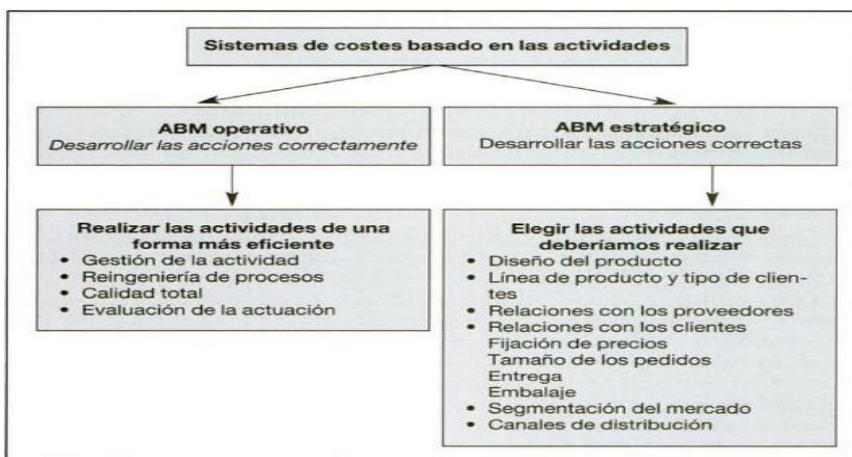 Sistemas de costes basado en las actividades
ABM operativo
Desarrollar las acciones correctamente
ABM estratégico
Desarrollar las acciones correctas
Realizar las actividades de una
forma más eficiente
• Gestión de la actividad
• Reingeniería de procesos
• Calidad total
• Evaluación de la actuación
Elegir las actividades que
deberíamos realizar
• Diseño del producto
• Línea de producto y tipo de clien-
tes
• Relaciones con los proveedores
• Relaciones con los clientes
Fijación de precios
Tamaño de los pedidos
Entrega
Embalaje
• Segmentación del mercado
• Canales de distribución